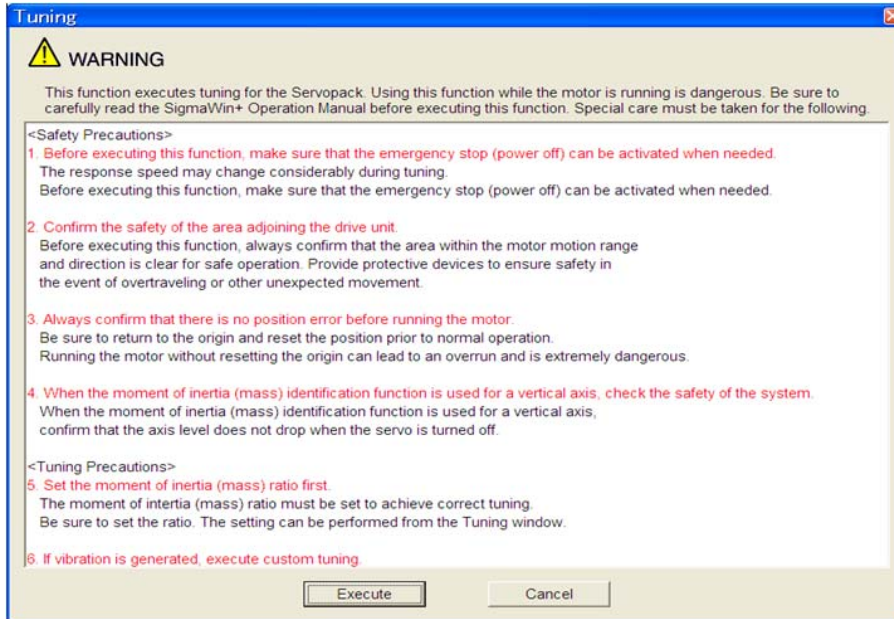 Tuning
WARNING
This function executes tuning for the Servopack. Using this function while the motor is running is dangerous. Be sure to
carefully read the SigmaWin+ Operation Manual before executing this function. Special care must be taken for the following.
<Safety Precautions>
1. Before executing this function, make sure that the emergency stop (power off) can be activated when needed.
The response speed may change considerably during tuning.
Before executing this function, make sure that the emergency stop (power off) can be activated when needed.
2. Confirm the safety of the area adjoining the drive unit.
Before executing this function, always confirm that the area within the motor motion range
and direction is clear for safe operation. Provide protective devices to ensure safety in
the event of overtraveling or other unexpected movement.
3. Always confirm that there is no position error before running the motor.
Be sure to return to the origin and reset the position prior to normal operation.
Running the motor without resetting the origin can lead to an overrun and is extremely dangerous.
4. When the moment of inertia (mass) identification function is used for a vertical axis, check the safety of the system.
When the moment of inertia (mass) identification function is used for a vertical axis,
confirm that the axis level does not drop when the servo is turned off.
<Tuning Precautions>
5. Set the moment of inertia (mass) ratio first.
The moment of intertia (mass) ratio must be set to achieve correct tuning.
Be sure to set the ratio. The setting can be performed from the Tuning window.
6. If vibration is generated, execute custom tuning.
Execute
Cancel